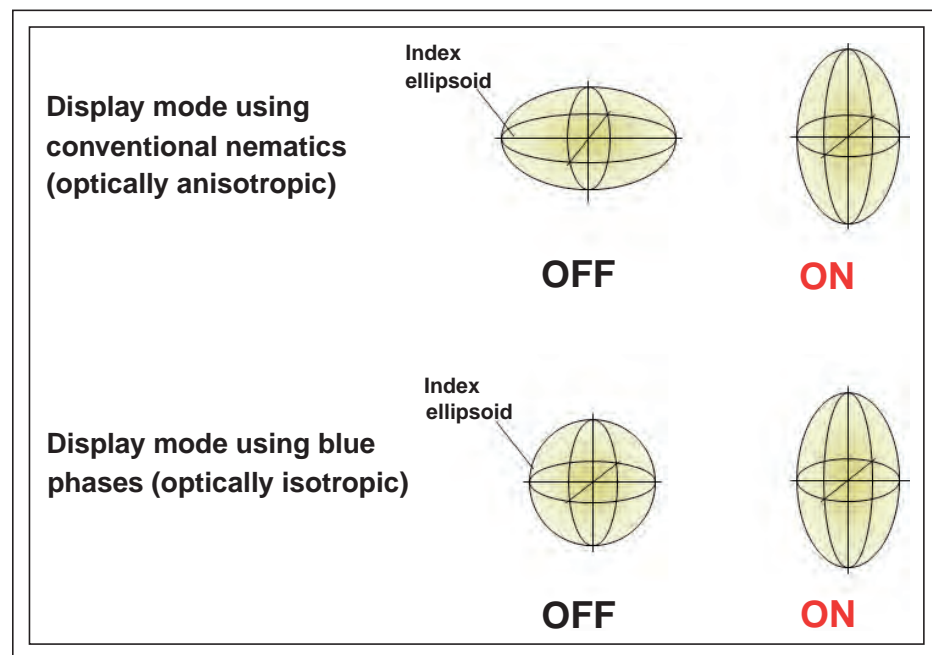 Index
ellipsoid
Display mode using
conventional nematics
(optically anisotropic)
OFF
ON
Index
ellipsoid
Display mode using blue
phases (optically isotropic)
OFF
ON